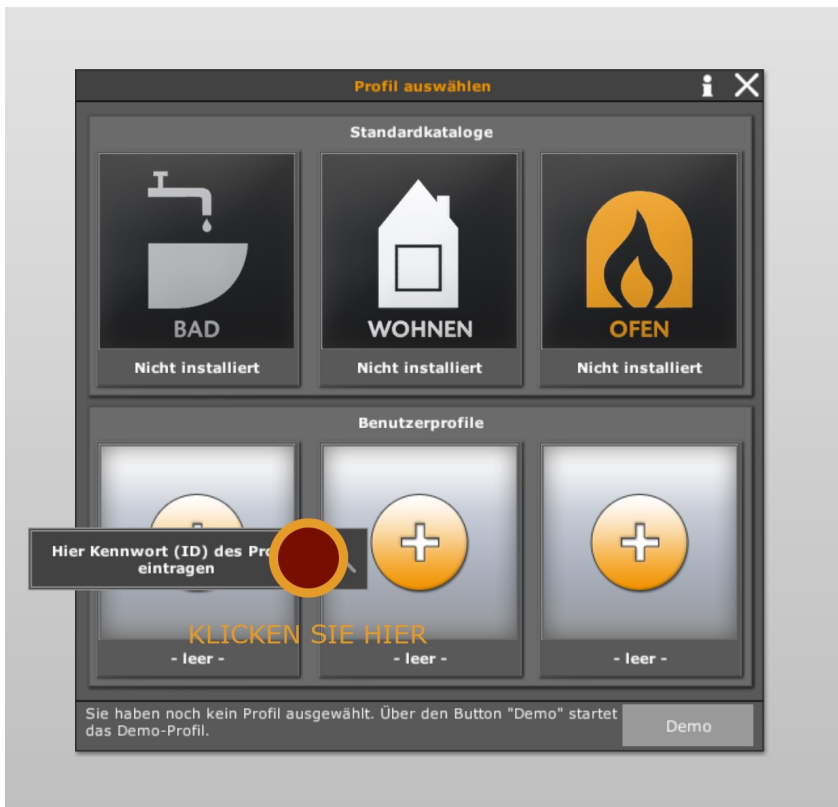 Profil auswählen
Standardkataloge
BAD
WOHNEN
OFEN
Nicht installiert
Nicht installiert
Nicht installiert
Benutzerprofile
Hier Kennwort (ID) des
eintragen
KLICKEN SIE HIER
- leer -
- leer -
- leer -
Sie haben noch kein Profil ausgewählt. Über den Button "Demo" startet
das Demo-Profil.
Demo